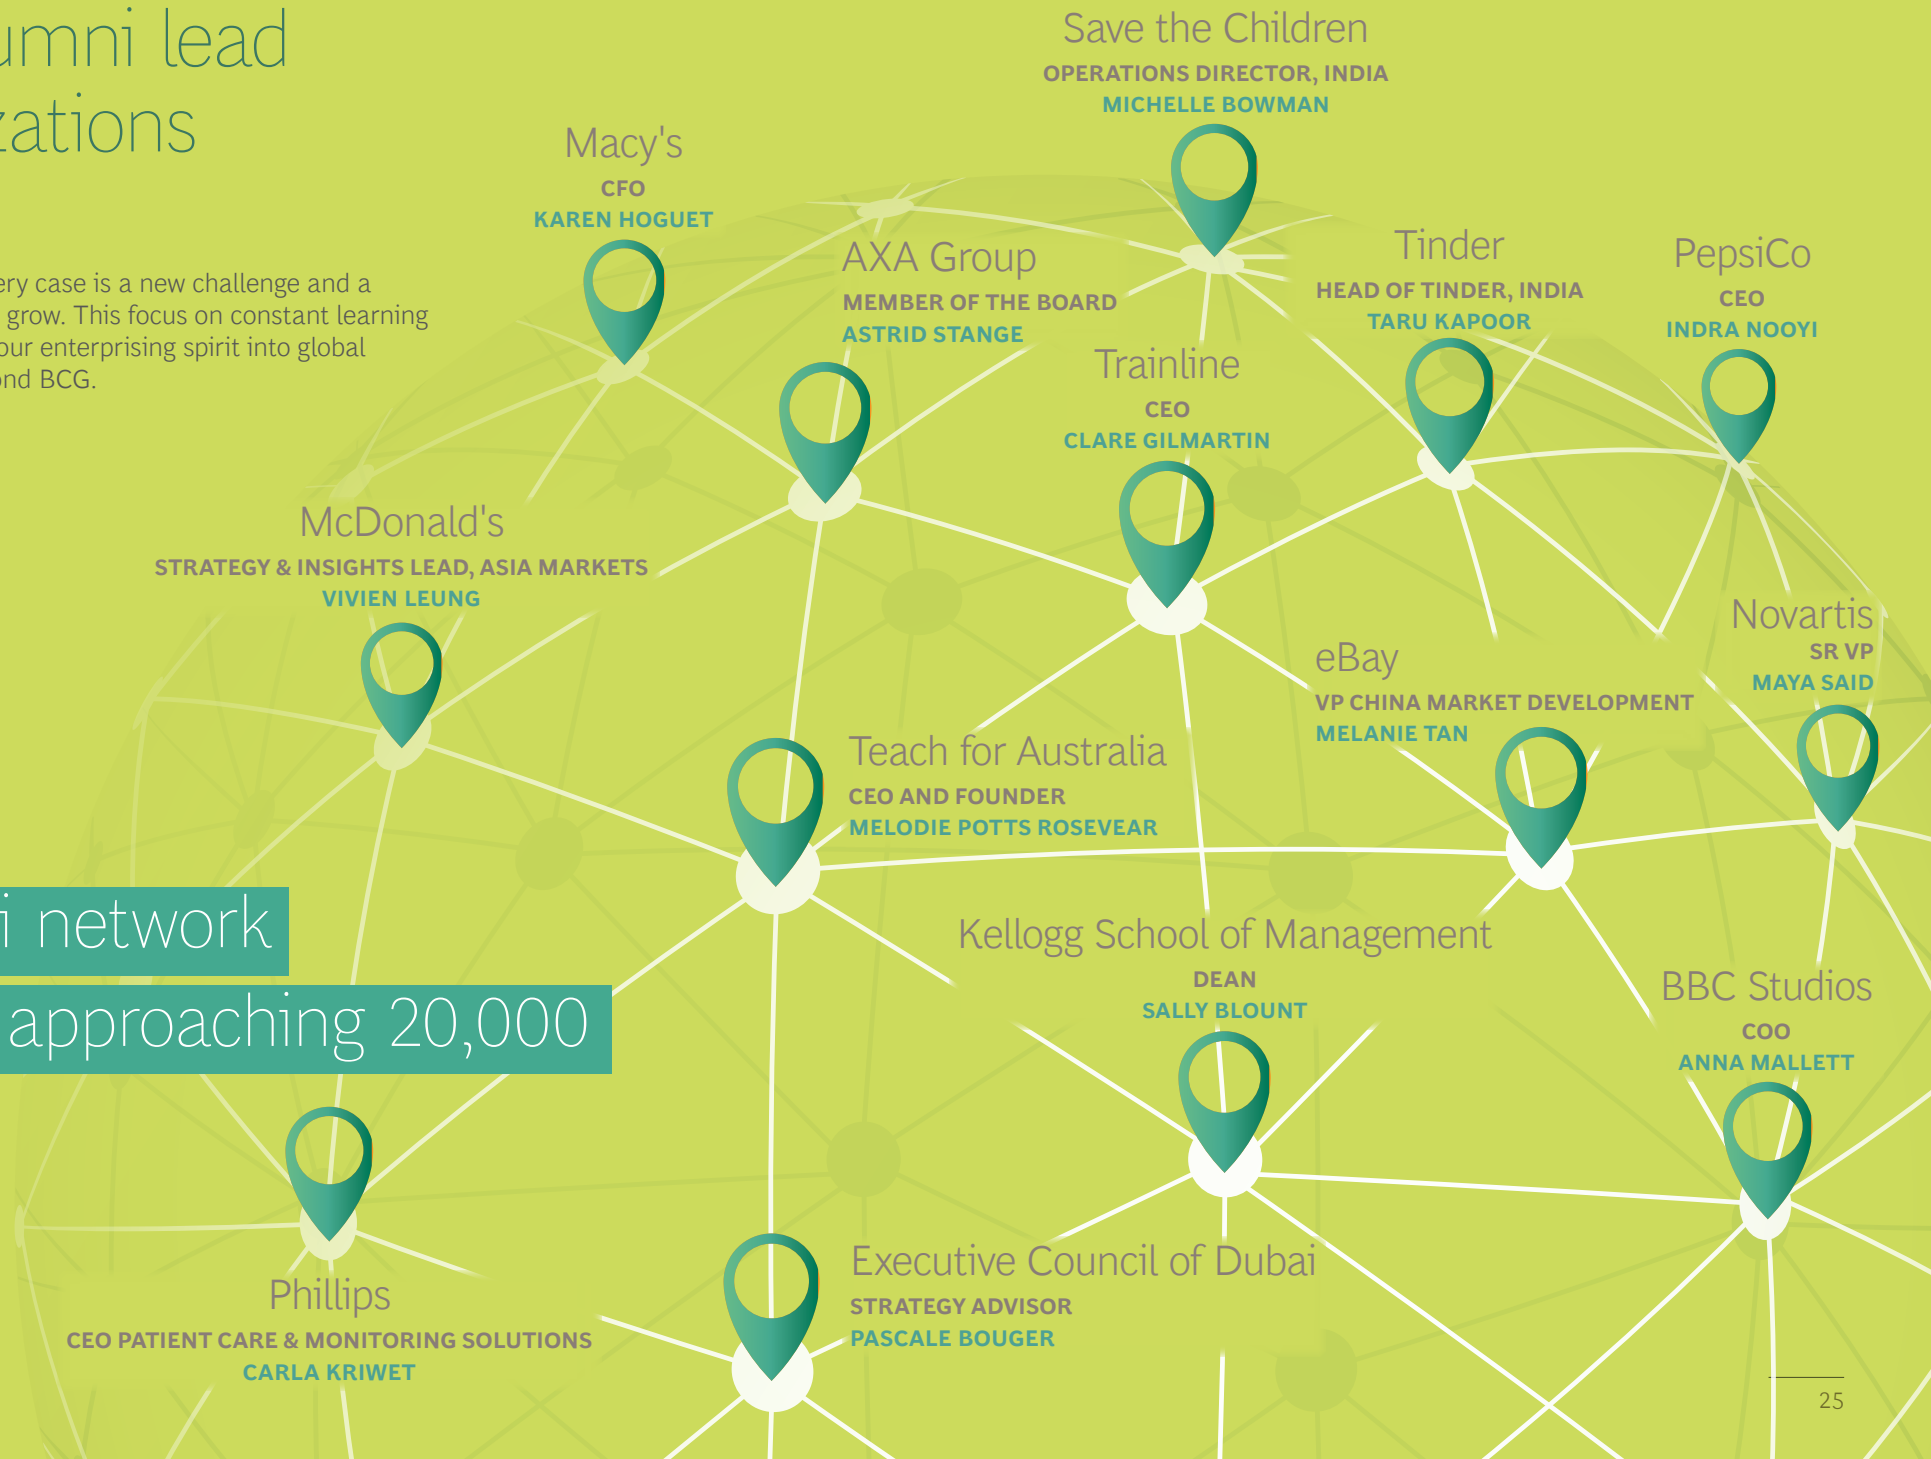 umni lead
zations
ery case is a new challenge and a
grow. This focus on constant learning
our enterprising spirit into global
ond BCG.
Save the Children
OPERATIONS DIRECTOR, INDIA
MICHELLE BOWMAN
Macy's
CFO
KAREN HOGUET
AXA Group
MEMBER OF THE BOARD
ASTRID STANGE
Tinder
HEAD OF TINDER, INDIA
TARU KAPOOR
PepsiCo
CEO
INDRA NOOYI
Trainline
CEO
CLARE GILMARTIN
McDonald's
STRATEGY & INSIGHTS LEAD, ASIA MARKETS
VIVIEN LEUNG
Novartis
SR VP
MAYA SAID
eBay
VP CHINA MARKET DEVELOPMENT
MELANIE TAN
Teach for Australia
CEO AND FOUNDER
MELODIE POTTS ROSEVEAR
i network
approaching 20,000
Kellogg School of Management
DEAN
SALLY BLOUNT
BBC Studios
COO
ANNA MALLETT
Executive Council of Dubai
STRATEGY ADVISOR
PASCALE BOUGER
Phillips
CEO PATIENT CARE & MONITORING SOLUTIONS
CARLA KRIWET
25